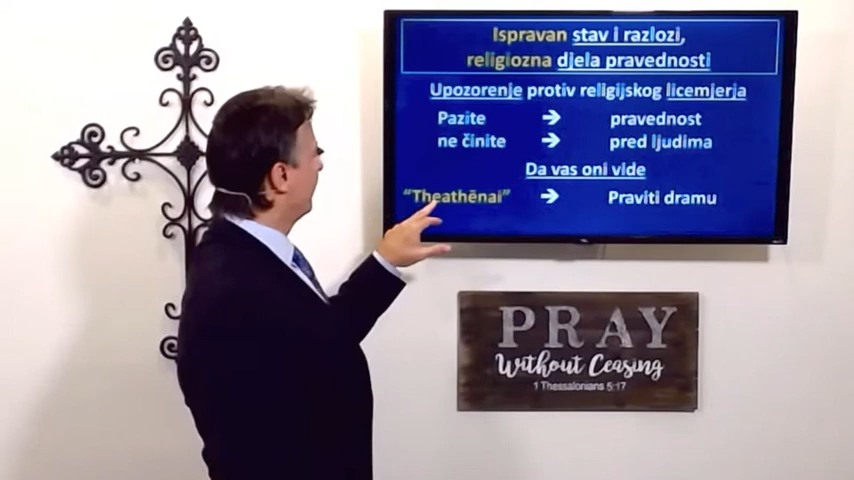 Ispravan stav i razlozi,
religiozna djela pravednosti
Upozorenje protiv religijskog licemjerja
Pazite → pravednost
ne činite → pred ljudima
Da vas oni vide
“Theathēnai” → Praviti dramu
PRAY
Without Ceasing
1 Thessalonians 5:17